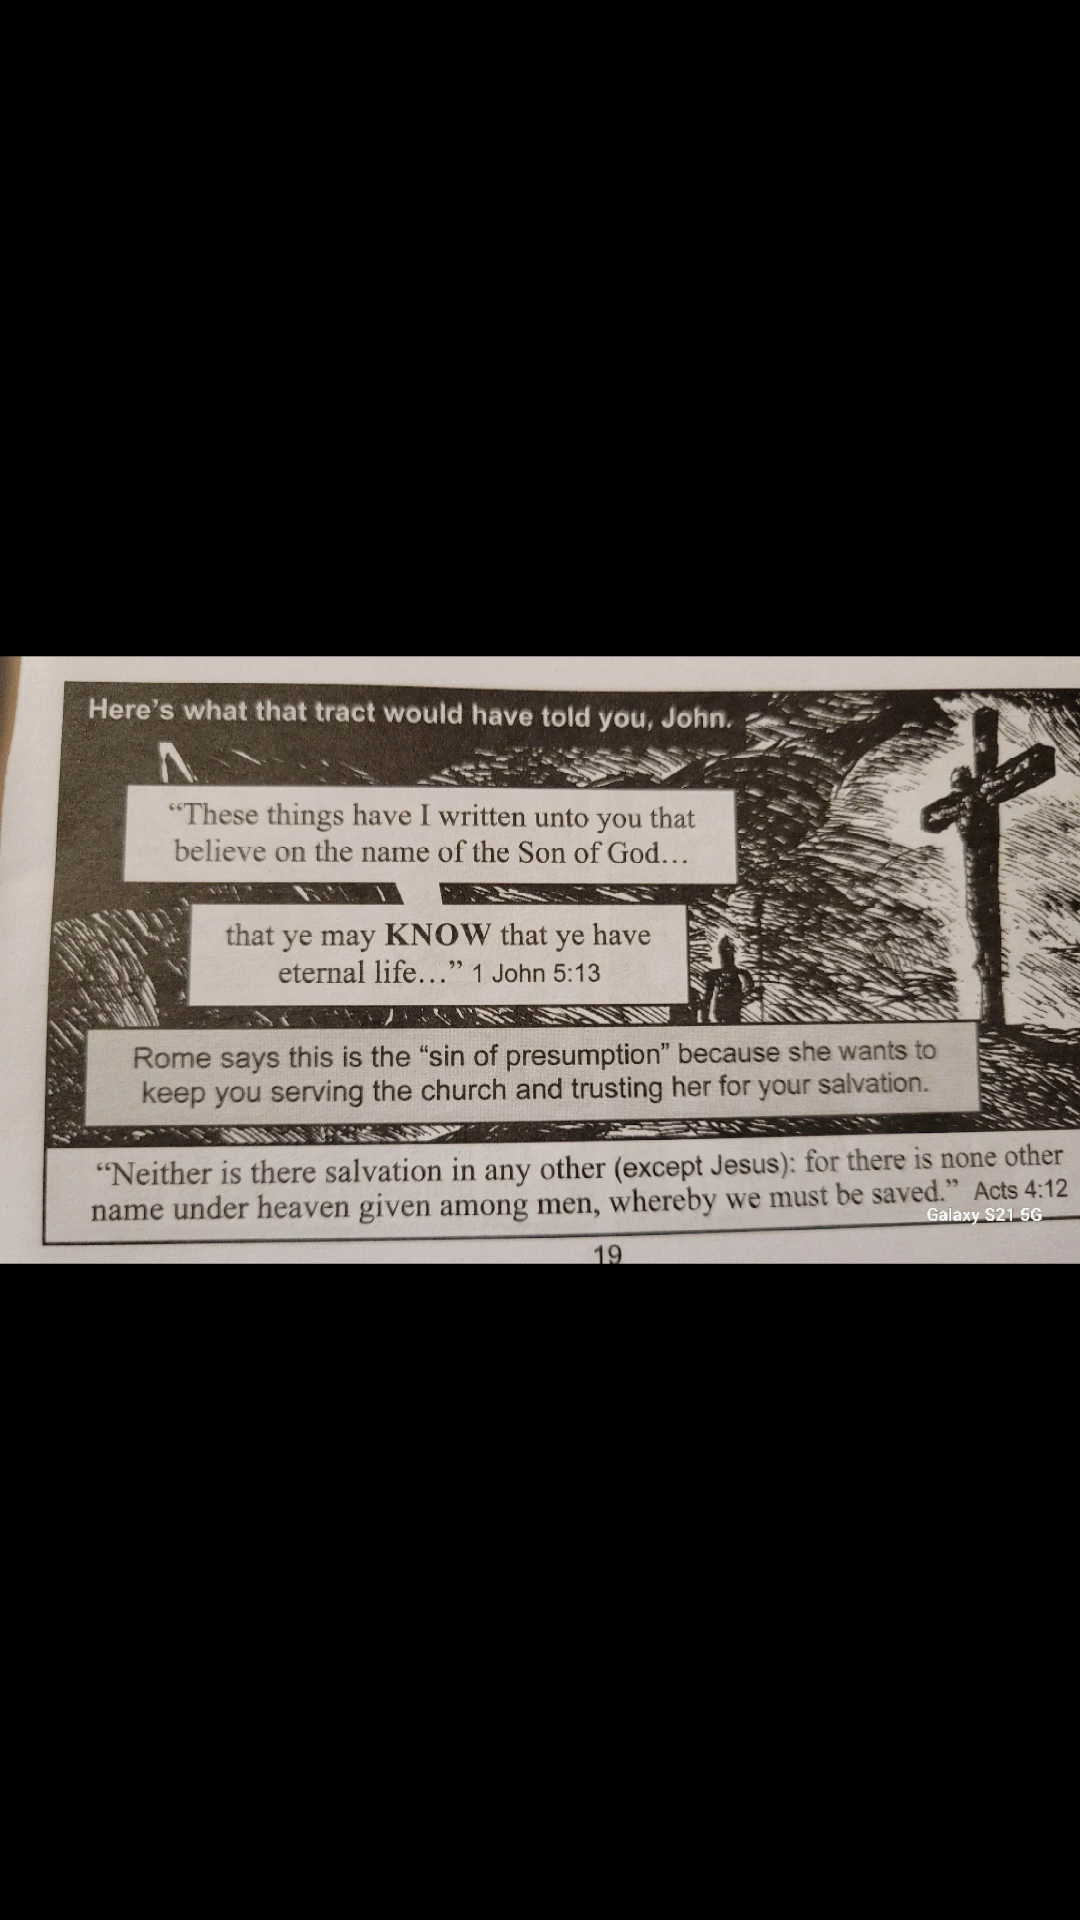 Here's what that tract would have told you, John.
“These things have I written unto you that
believe on the name of the Son of God...
that ye may KNOW that ye have
eternal life...” 1 John 5:13
Rome says this is the “sin of presumption” because she wants to
keep you serving the church and trusting her for your salvation.
“Neither is there salvation in any other (except Jesus): for there is none other
name under heaven given among men, whereby we must be saved.” Acts 4:12
Galaxy S21 5G
19